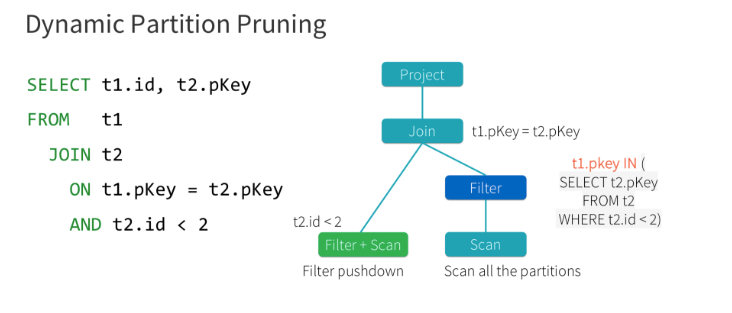 Dynamic Partition Pruning
SELECT t1.id, t2.pKey
FROM t1
JOIN t2
ON t1.pKey = t2.pKey
AND t2.id < 2
Project
Join
t1.pKey = t2.pKey
Filter
t1.pkey IN (
SELECT t2.pKey
FROM t2
WHERE t2.id < 2)
t2.id < 2
Filter + Scan
Scan
Filter pushdown
Scan all the partitions